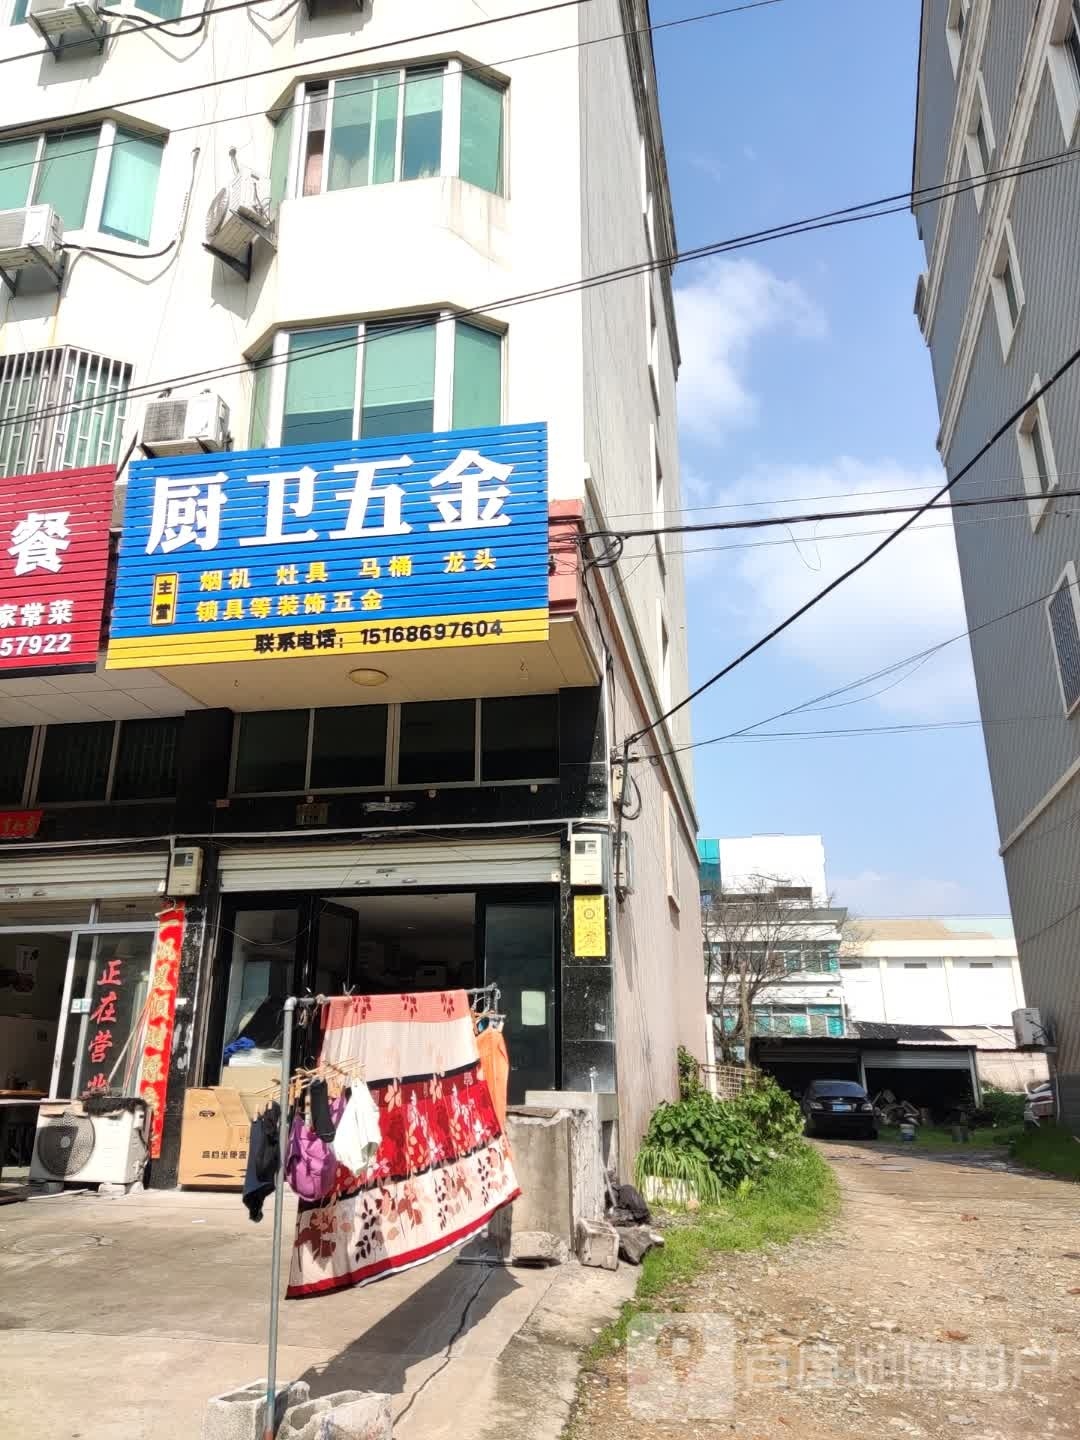 厨卫五金
主营
烟机 灶具 马桶 龙头
锁具等装饰五金
联系电话：15168697604
餐
家常菜
57922
正在营业
百度地图用户